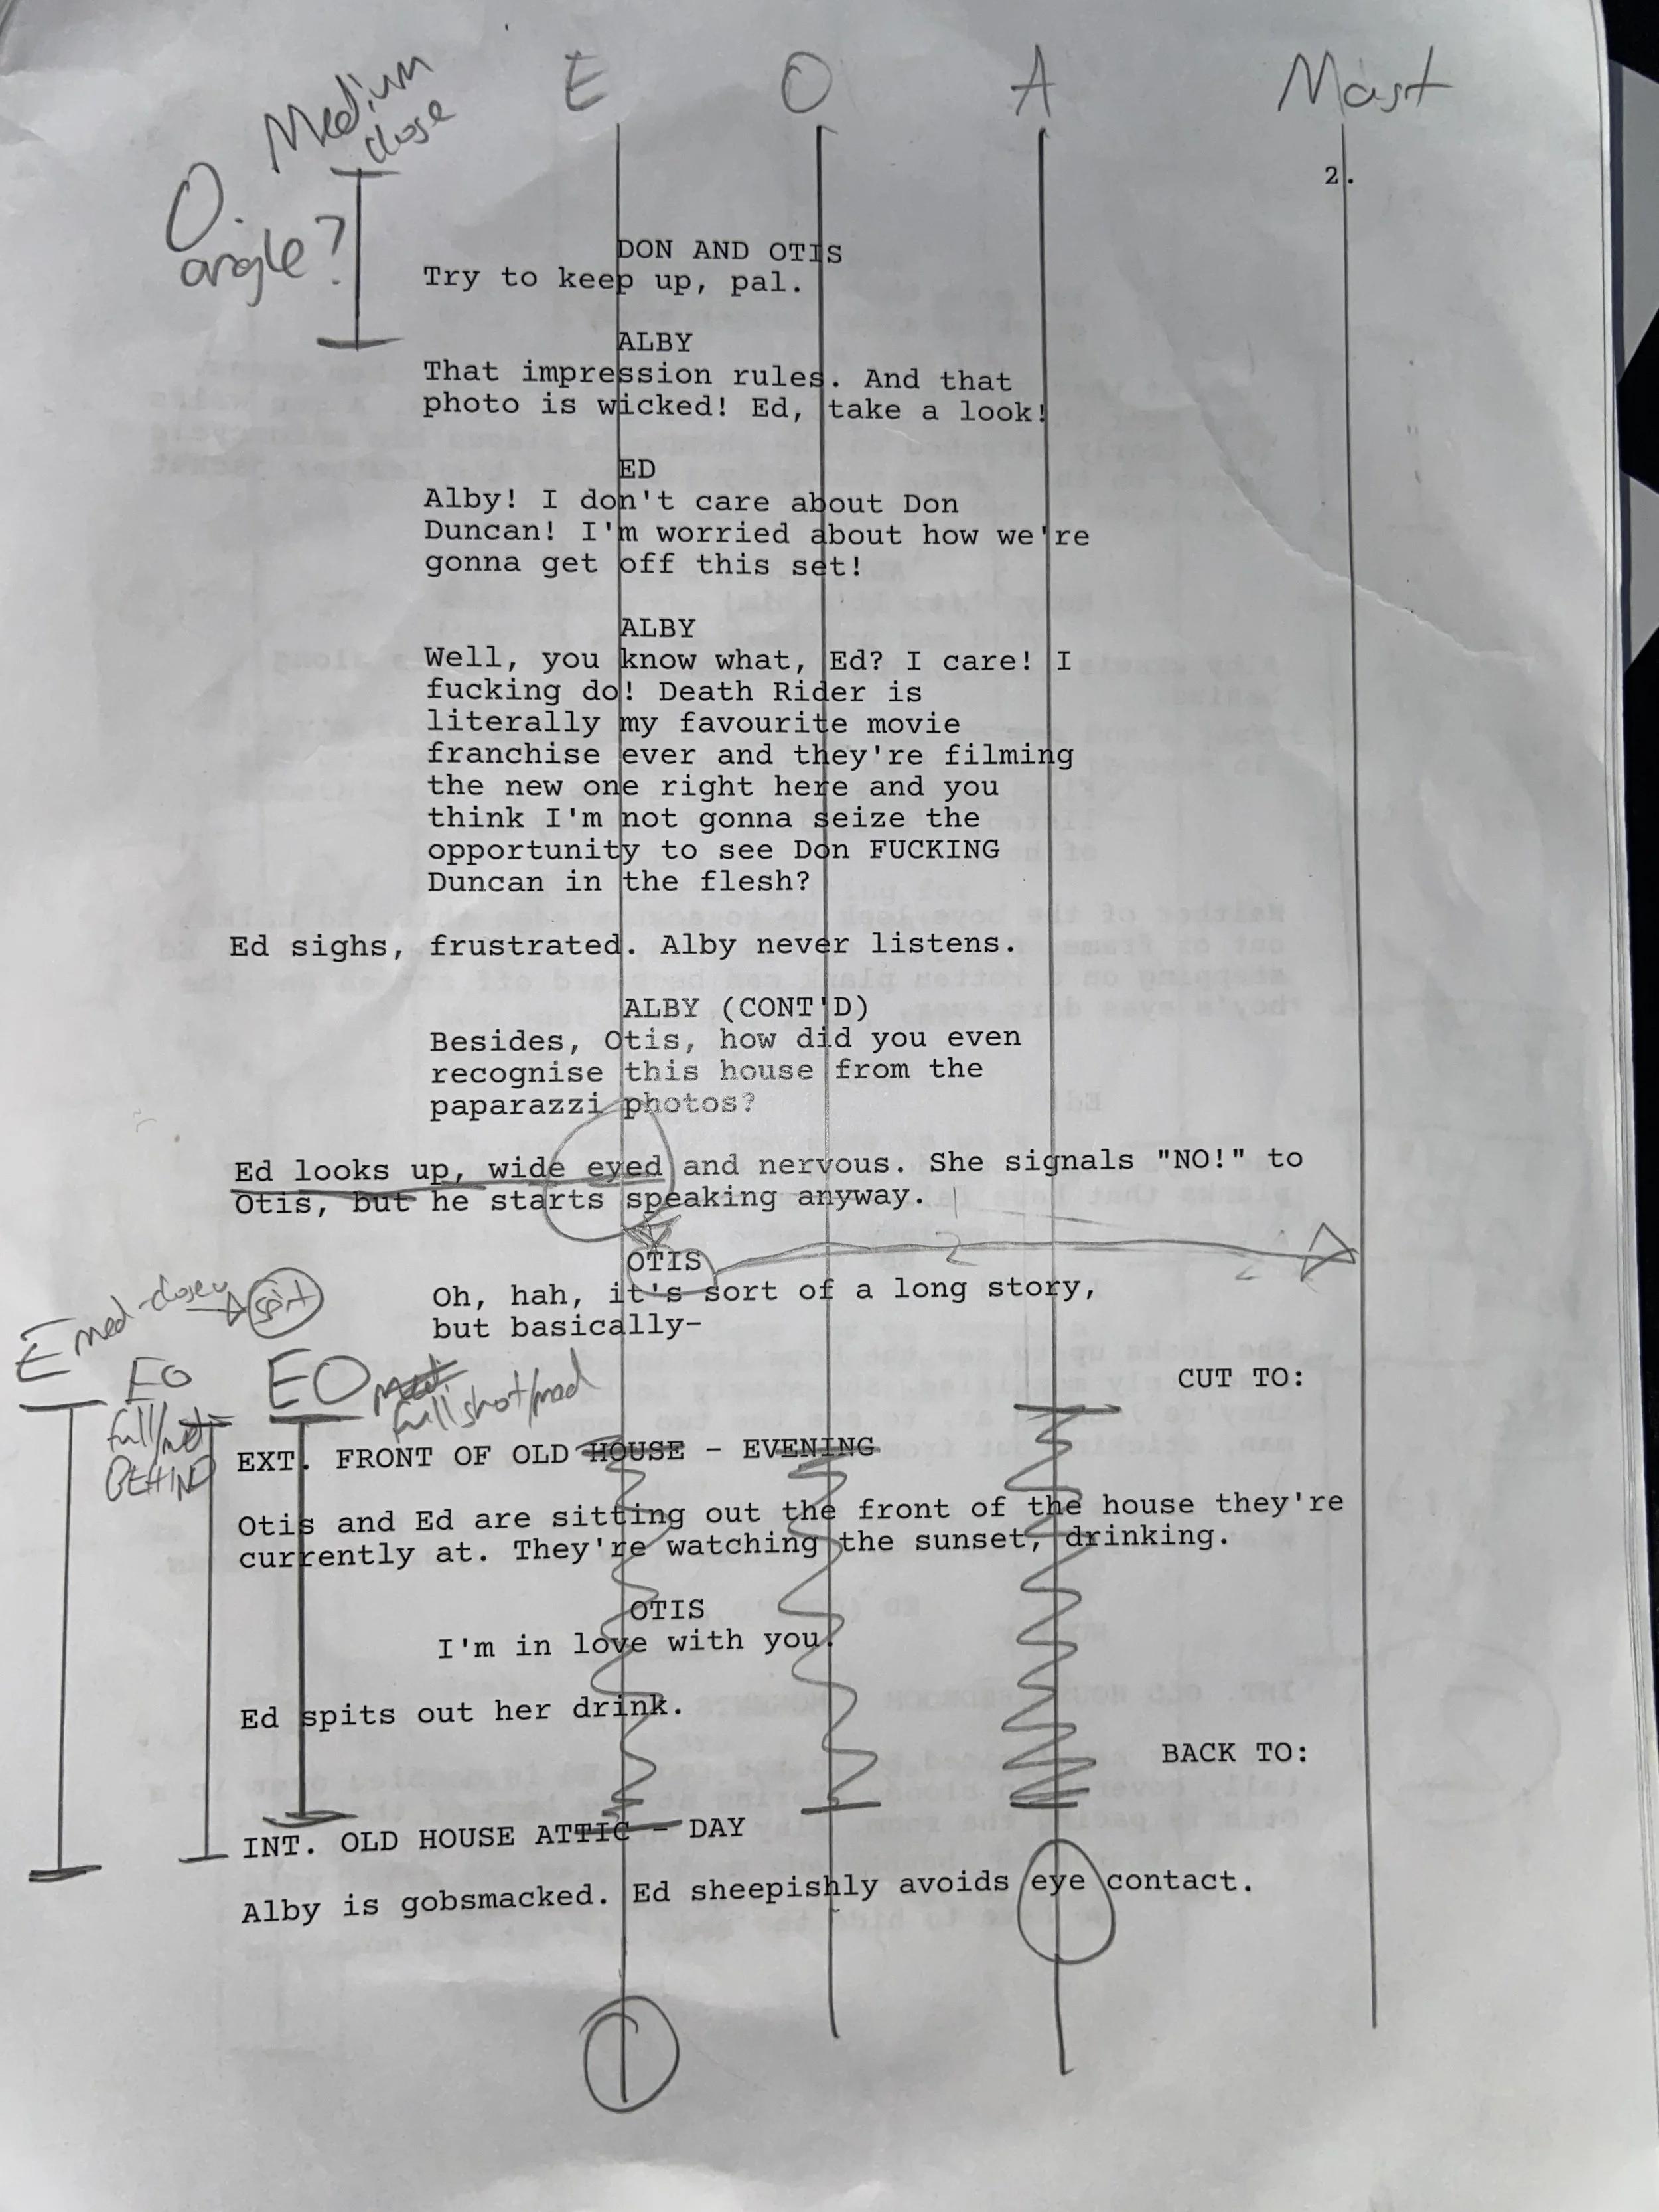 E O A Mast
Medium
close
O.
angle?
2.
DON AND OTIS
Try to keep up, pal.
ALBY
That impression rules. And that
photo is wicked! Ed, take a look!
ED
Alby! I don't care about Don
Duncan! I'm worried about how we're
gonna get off this set!
ALBY
Well, you know what, Ed? I care! I
fucking do! Death Rider is
literally my favourite movie
franchise ever and they're filming
the new one right here and you
think I'm not gonna seize the
opportunity to see Don FUCKING
Duncan in the flesh?
Ed sighs, frustrated. Alby never listens.
ALBY (CONT'D)
Besides, Otis, how did you even
recognise this house from the
paparazzi photos?
Ed looks up, wide eyed and nervous. She signals "NO!" to
Otis, but he starts speaking anyway.
OTIS
Oh, hah, it's sort of a long story,
but basically-
E med-close
spit
EO
full/med
BEHIND
EO
full shot/med
CUT TO:
EXT. FRONT OF OLD HOUSE - EVENING
Otis and Ed are sitting out the front of the house they're
currently at. They're watching the sunset, drinking.
OTIS
I'm in love with you.
Ed spits out her drink.
BACK TO:
INT. OLD HOUSE ATTIC - DAY
Alby is gobsmacked. Ed sheepishly avoids eye contact.